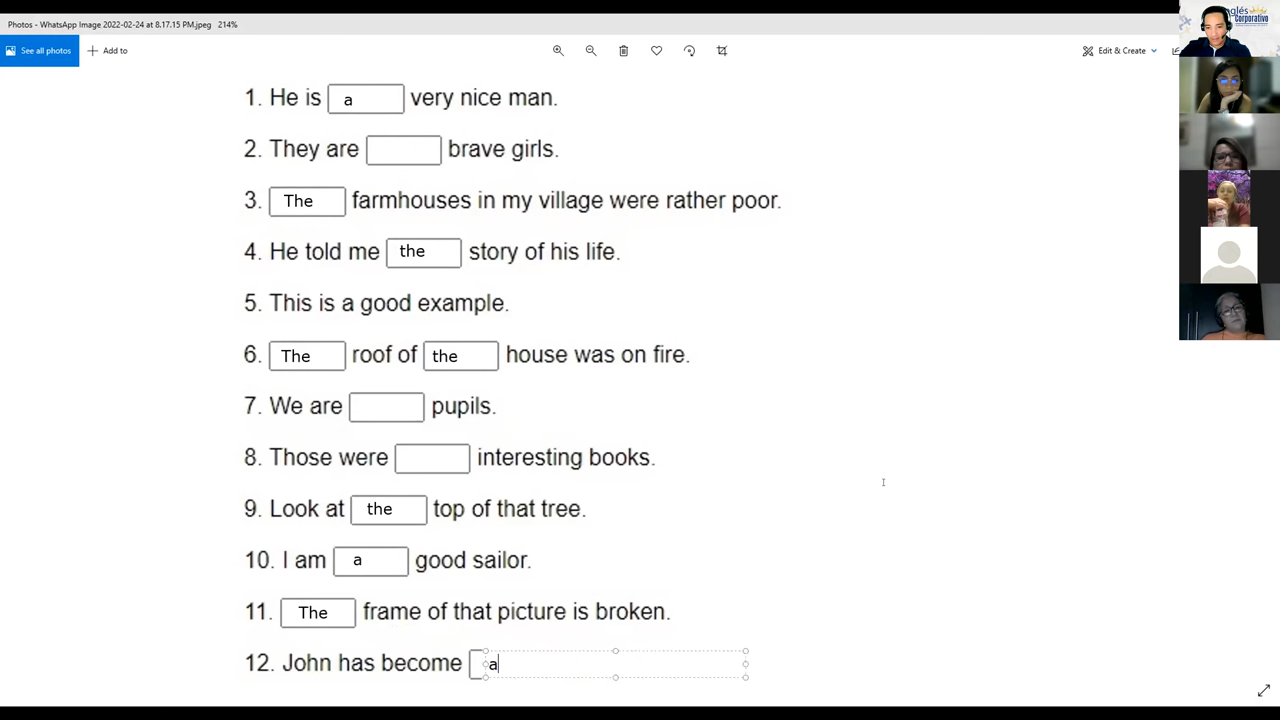 Photos - WhatsApp Image 2022-02-24 at 8.17.15 PM.jpeg 214%
See all photos
Add to
Edit & Create
Corporativo
1. He is a very nice man.
2. They are brave girls.
3. The farmhouses in my village were rather poor.
4. He told me the story of his life.
5. This is a good example.
6. The roof of the house was on fire.
7. We are pupils.
8. Those were interesting books.
9. Look at the top of that tree.
10. I am a good sailor.
11. The frame of that picture is broken.
12. John has become a